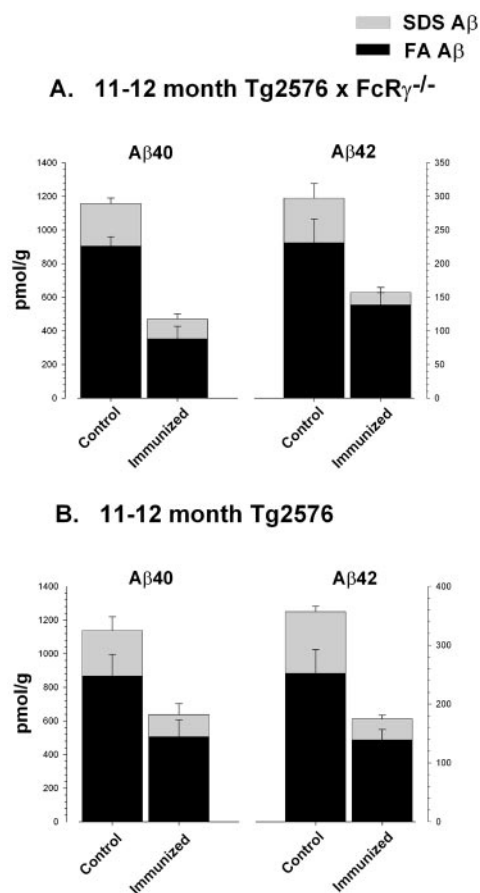 SDS Aβ
FA Aβ
A. 11-12 month Tg2576 x FcRγ-/-
Aβ40 Aβ42
1400
1200
1000
800
600
400
200
0
pmol/g
350
300
250
200
150
100
50
0
Control Immunized Control Immunized
B. 11-12 month Tg2576
Aβ40 Aβ42
1400
1200
1000
800
600
400
200
0
pmol/g
400
300
200
100
0
Control Immunized Control Immunized